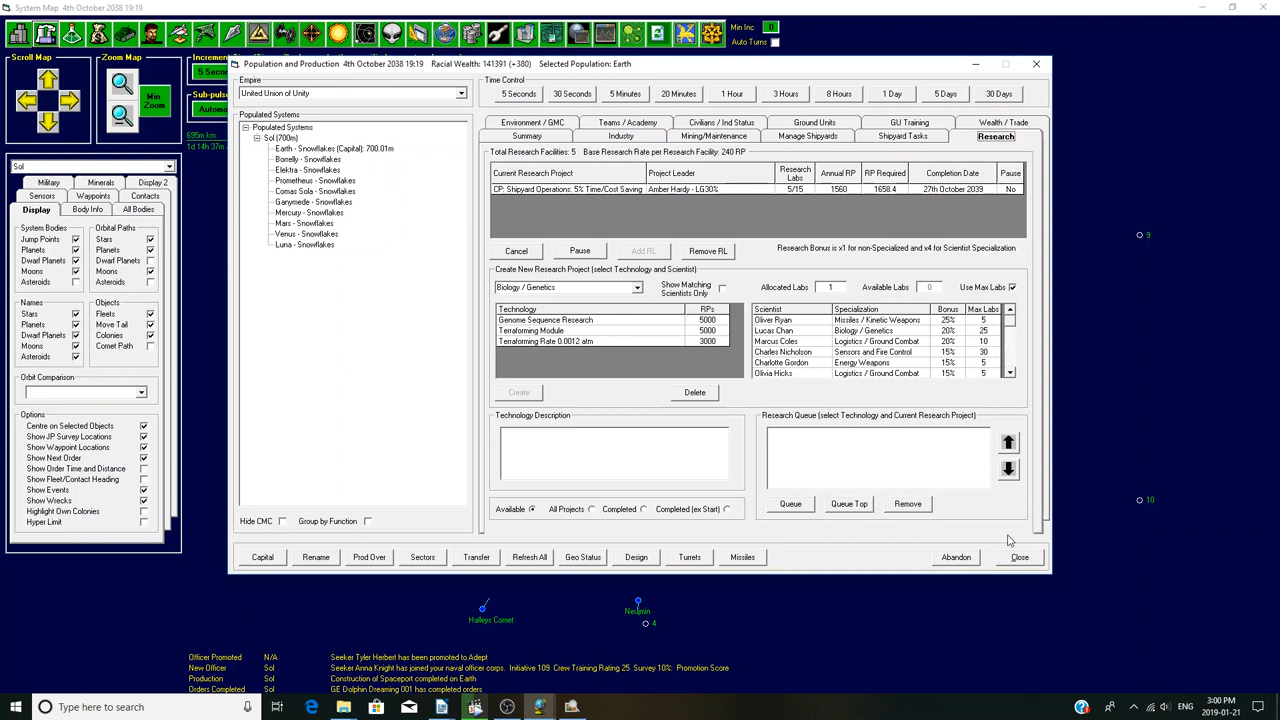 System Map   4th October 2038 19:19
Min Inc
0
Auto Turns
Scroll Map
Zoom Map
Min
Zoom
Increment
5 Secon
Sub-pulse
Automa
695m km
1d 14h 37m
Sol
Military
Minerals
Display 2
Sensors
Waypoints
Contacts
Display
Body Info
All Bodies
System Bodies
Orbital Paths
Jump Points
Stars
Planets
Planets
Dwarf Planets
Dwarf Planets
Moons
Moons
Asteroids
Asteroids
Names
Objects
Stars
Fleets
Planets
Move Tail
Dwarf Planets
Colonies
Moons
Comet Path
Asteroids
Orbit Comparison
Options
Centre on Selected Objects
Show JP Survey Locations
Show Waypoint Locations
Show Next Order
Show Order Time and Distance
Show Fleet/Contact Heading
Show Events
Show Wrecks
Highlight Own Colonies
Hyper Limit
Population and Production   4th October 2038 19:19   Racial Wealth: 141391 (+380)   Selected Population: Earth
Empire
United Union of Unity
Populated Systems
Populated Systems
Sol (700m)
Earth - Snowflakes (Capital): 700.01m
Borrelly - Snowflakes
Elektra - Snowflakes
Prometheus - Snowflakes
Comas Sola - Snowflakes
Ganymede - Snowflakes
Mercury - Snowflakes
Mars - Snowflakes
Venus - Snowflakes
Luna - Snowflakes
Hide CMC
Group by Function
Time Control
5 Seconds
30 Seconds
5 Minutes
20 Minutes
1 Hour
3 Hours
8 Hours
1 Day
5 Days
30 Days
Environment / GMC
Teams / Academy
Civilians / Ind Status
Ground Units
GU Training
Wealth / Trade
Summary
Industry
Mining/Maintenance
Manage Shipyards
Shipyard Tasks
Research
Total Research Facilities: 5   Base Research Rate per Research Facility: 240 RP
Current Research Project
Project Leader
Research Labs
Annual RP
RP Required
Completion Date
Pause
CP: Shipyard Operations: 5% Time/Cost Saving
Amber Hardy - LG30%
5/15
1560
1658.4
27th October 2039
No
Cancel
Pause
Add RL
Remove RL
Research Bonus is x1 for non-Specialized and x4 for Scientist Specialization
Create New Research Project (select Technology and Scientist)
Biology / Genetics
Show Matching
Scientists Only
Allocated Labs
1
Available Labs
0
Use Max Labs
Technology
RPs
Genome Sequence Research
5000
Terraforming Module
5000
Terraforming Rate 0.0012 atm
3000
Scientist
Specialization
Bonus
Max Labs
Oliver Ryan
Missiles / Kinetic Weapons
25%
5
Lucas Chan
Biology / Genetics
20%
25
Marcus Coles
Logistics / Ground Combat
20%
10
Charles Nicholson
Sensors and Fire Control
15%
30
Charlotte Gordon
Energy Weapons
15%
5
Olivia Hicks
Logistics / Ground Combat
15%
5
Create
Delete
Technology Description
Research Queue (select Technology and Current Research Project)
Available
All Projects
Completed
Completed (ex Start)
Queue
Queue Top
Remove
Capital
Rename
Prod Over
Sectors
Transfer
Refresh All
Geo Status
Design
Turrets
Missiles
Abandon
Close
9
10
Halleys Comet
Neujmin
4
Officer Promoted   N/A   Seeker Tyler Herbert has been promoted to Adept
New Officer   Sol   Seeker Anna Knight has joined your naval officer corps.   Initiative 109   Crew Training Rating 25   Survey 10%:   Promotion Score
Production   Sol   Construction of Spaceport completed on Earth
Orders Completed   Sol   GE Dolphin Dreaming 001 has completed orders
Type here to search
ENG
3:00 PM
2019-01-21